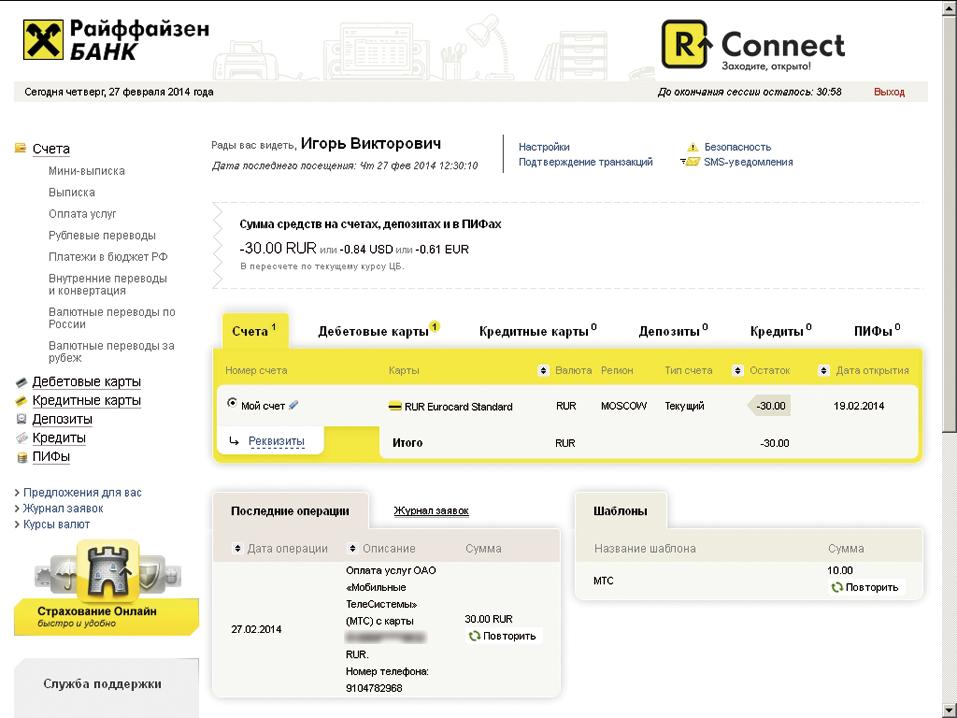 Райффайзен
БАНК
R Connect
Заходите, открыто!
Сегодня четверг, 27 февраля 2014 года
До окончания сессии осталось: 30:58
Выход
Счета
Мини-выписка
Выписка
Оплата услуг
Рублевые переводы
Платежи в бюджет РФ
Внутренние переводы
и конвертация
Валютные переводы по
России
Валютные переводы за
рубеж
Дебетовые карты
Кредитные карты
Депозиты
Кредиты
ПИФы
Предложения для вас
Журнал заявок
Курсы валют
Страхование Онлайн
быстро и удобно
Служба поддержки
Рады вас видеть, Игорь Викторович
Дата последнего посещения: Чт 27 фев 2014 12:30:10
Настройки
Подтверждение транзакций
Безопасность
SMS-уведомления
Сумма средств на счетах, депозитах и в ПИФах
-30.00 RUR или -0.84 USD или -0.61 EUR
В пересчете по текущему курсу ЦБ.
Счета 1 Дебетовые карты 1 Кредитные карты 0 Депозиты 0 Кредиты 0 ПИФы 0
Номер счета Карты Валюта Регион Тип счета Остаток Дата открытия
Мой счет RUR Eurocard Standard RUR MOSCOW Текущий -30.00 19.02.2014
Реквизиты
Итого RUR -30.00
Последние операции
Журнал заявок
Дата операции Описание Сумма
27.02.2014
Оплата услуг ОАО
«Мобильные
ТелеСистемы»
(МТС) с карты
RUR.
Номер телефона:
9104782968
30.00 RUR
Повторить
Шаблоны
Название шаблона Сумма
МТС
10.00
Повторить